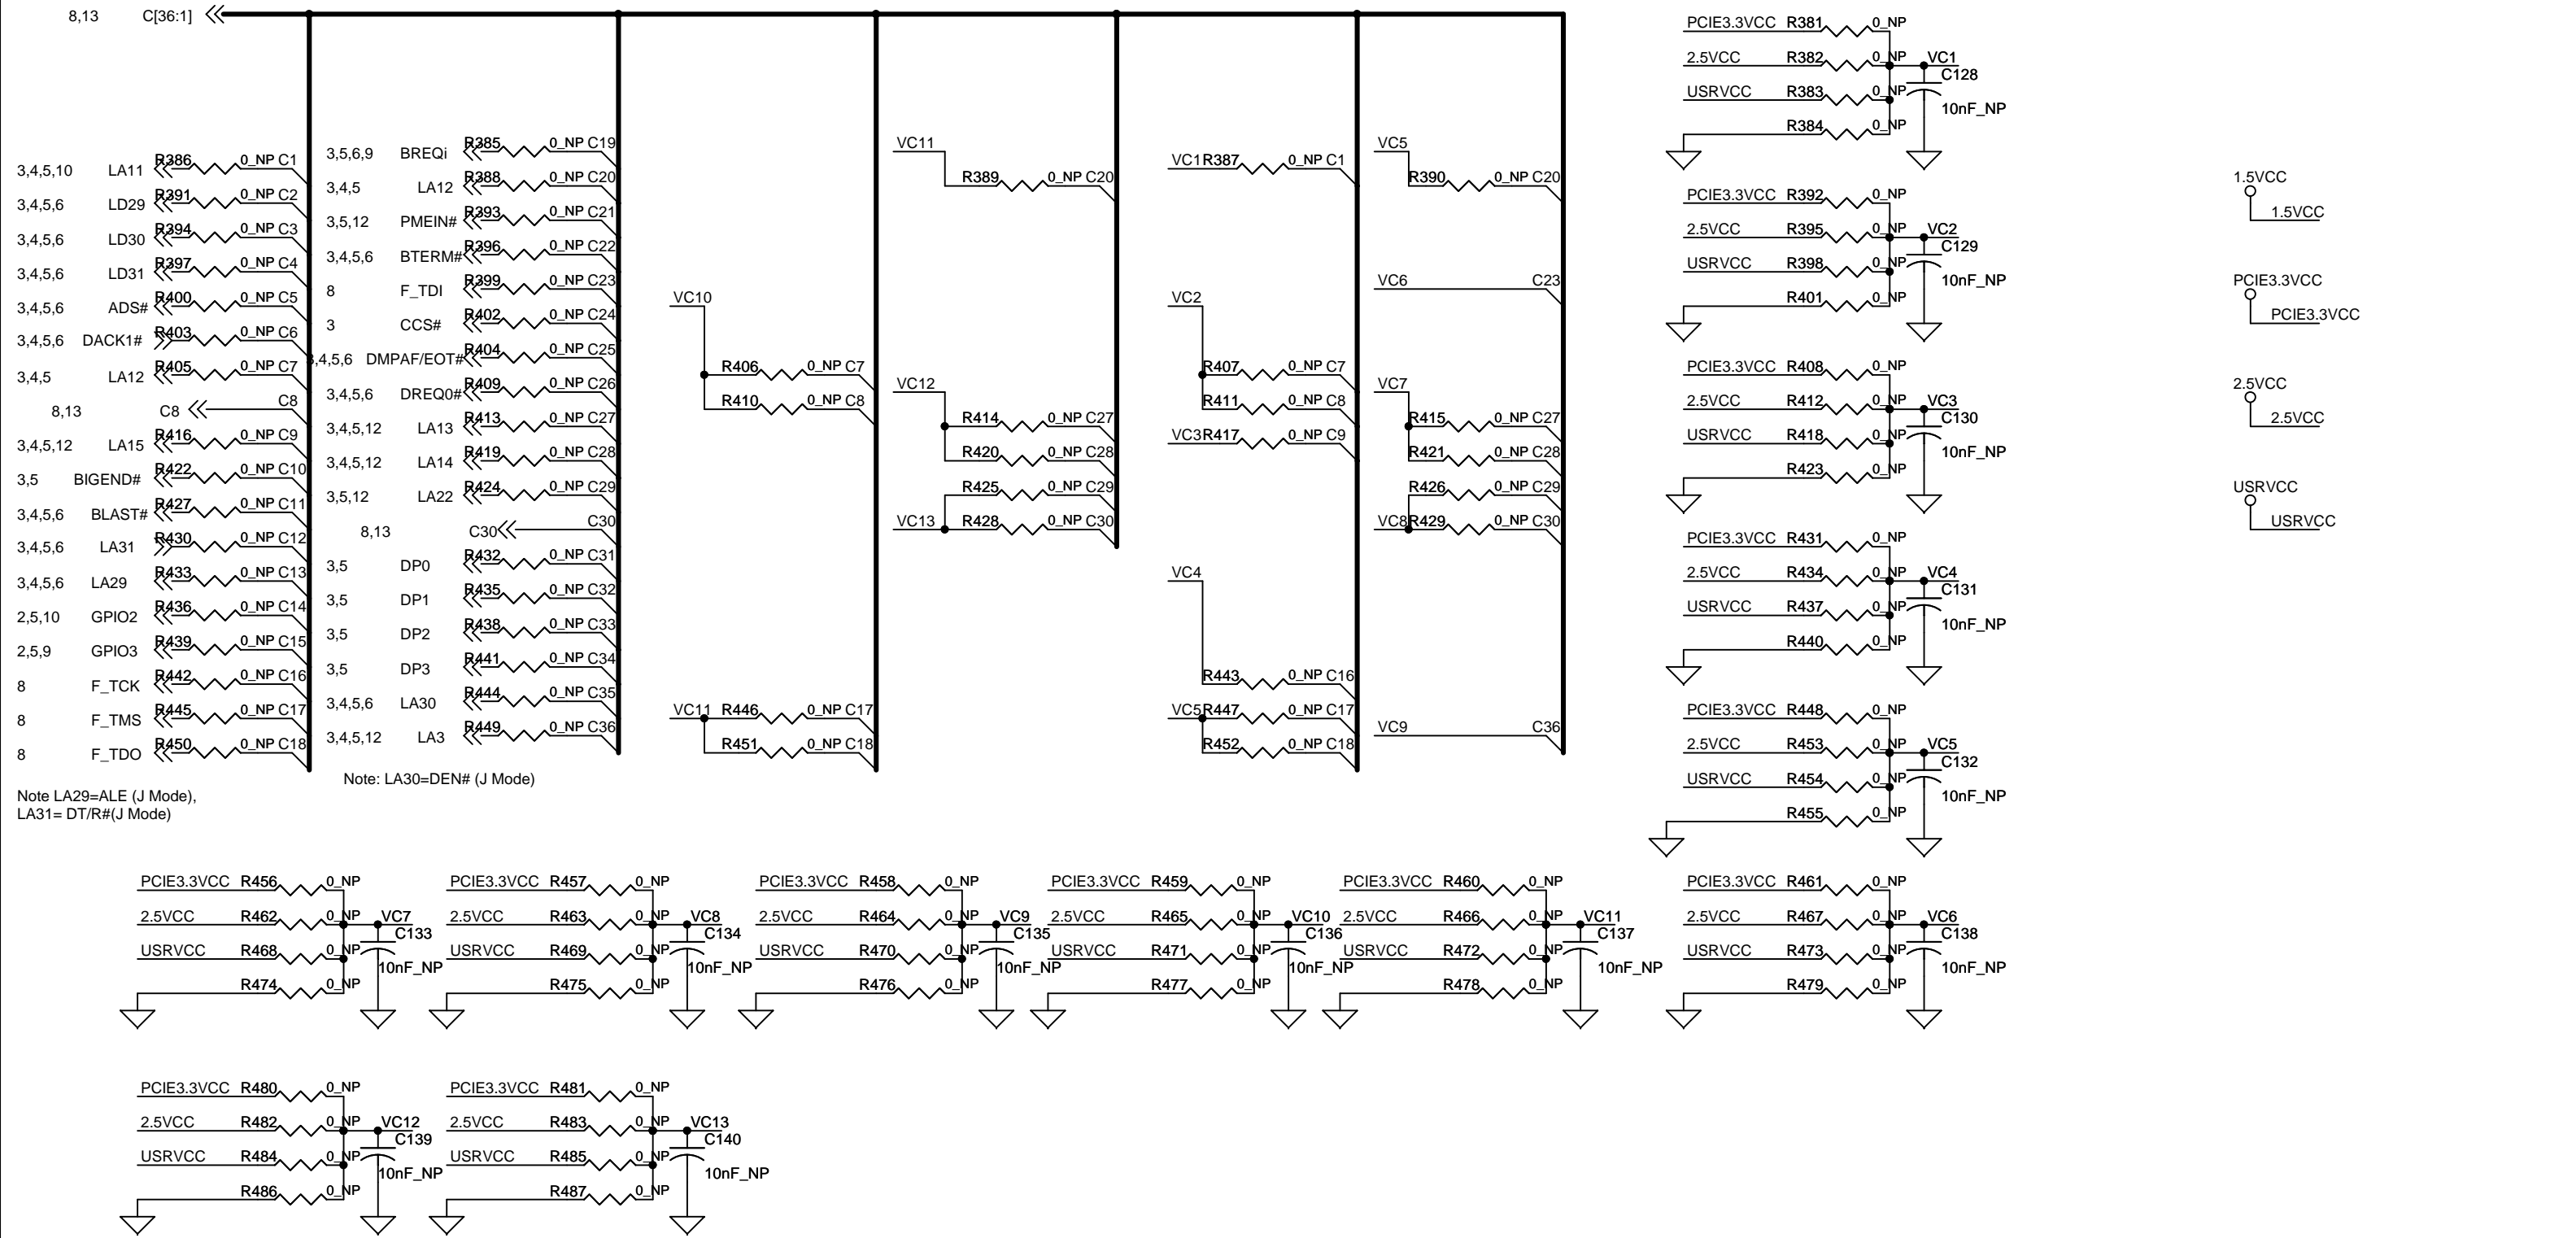 8,13 C[36:1]
3,4,5,10 LA11 R386 0_NP C1
3,4,5,6 LD29 R391 0_NP C2
3,4,5,6 LD30 R394 0_NP C3
3,4,5,6 LD31 R397 0_NP C4
3,4,5,6 ADS# R400 0_NP C5
3,4,5,6 DACK1# R403 0_NP C6
3,4,5 LA12 R405 0_NP C7
8,13 C8 C8
3,4,5,12 LA15 R416 0_NP C9
3,5 BIGEND# R422 0_NP C10
3,4,5,6 BLAST# R427 0_NP C11
3,4,5,6 LA31 R430 0_NP C12
3,4,5,6 LA29 R433 0_NP C13
2,5,10 GPIO2 R436 0_NP C14
2,5,9 GPIO3 R439 0_NP C15
8 F_TCK R442 0_NP C16
8 F_TMS R445 0_NP C17
8 F_TDO R450 0_NP C18
Note LA29=ALE (J Mode),
LA31= DT/R#(J Mode)
3,5,6,9 BREQi R385 0_NP C19
3,4,5 LA12 R388 0_NP C20
3,5,12 PMEIN# R393 0_NP C21
3,4,5,6 BTERM# R396 0_NP C22
8 F_TDI R399 0_NP C23
3 CCS# R402 0_NP C24
3,4,5,6 DMPAF/EOT# R404 0_NP C25
3,4,5,6 DREQ0# R409 0_NP C26
3,4,5,12 LA13 R413 0_NP C27
3,4,5,12 LA14 R419 0_NP C28
3,5,12 LA22 R424 0_NP C29
8,13 C30 C30
3,5 DP0 R432 0_NP C31
3,5 DP1 R435 0_NP C32
3,5 DP2 R438 0_NP C33
3,5 DP3 R441 0_NP C34
3,4,5,6 LA30 R444 0_NP C35
3,4,5,12 LA3 R449 0_NP C36
Note: LA30=DEN# (J Mode)
VC10
R406 0_NP C7
R410 0_NP C8
VC11 R446 0_NP C17
R451 0_NP C18
VC11
R389 0_NP C20
VC12
R414 0_NP C27
R420 0_NP C28
R425 0_NP C29
VC13 R428 0_NP C30
VC1 R387 0_NP C1
VC2
R407 0_NP C7
R411 0_NP C8
VC3 R417 0_NP C9
VC4
R443 0_NP C16
VC5 R447 0_NP C17
R452 0_NP C18
VC5
R390 0_NP C20
VC6 C23
VC7
R415 0_NP C27
R421 0_NP C28
R426 0_NP C29
VC8 R429 0_NP C30
VC9 C36
PCIE3.3VCC R381 0_NP
2.5VCC R382 0_NP VC1
C128
USRVCC R383 0_NP 10nF_NP
R384 0_NP
PCIE3.3VCC R392 0_NP
2.5VCC R395 0_NP VC2
C129
USRVCC R398 0_NP 10nF_NP
R401 0_NP
PCIE3.3VCC R408 0_NP
2.5VCC R412 0_NP VC3
C130
USRVCC R418 0_NP 10nF_NP
R423 0_NP
PCIE3.3VCC R431 0_NP
2.5VCC R434 0_NP VC4
C131
USRVCC R437 0_NP 10nF_NP
R440 0_NP
PCIE3.3VCC R448 0_NP
2.5VCC R453 0_NP VC5
C132
USRVCC R454 0_NP 10nF_NP
R455 0_NP
1.5VCC
1.5VCC
PCIE3.3VCC
PCIE3.3VCC
2.5VCC
2.5VCC
USRVCC
USRVCC
PCIE3.3VCC R456 0_NP
2.5VCC R462 0_NP VC7
C133
USRVCC R468 0_NP 10nF_NP
R474 0_NP
PCIE3.3VCC R457 0_NP
2.5VCC R463 0_NP VC8
C134
USRVCC R469 0_NP 10nF_NP
R475 0_NP
PCIE3.3VCC R458 0_NP
2.5VCC R464 0_NP VC9
C135
USRVCC R470 0_NP 10nF_NP
R476 0_NP
PCIE3.3VCC R459 0_NP
2.5VCC R465 0_NP VC10
C136
USRVCC R471 0_NP 10nF_NP
R477 0_NP
PCIE3.3VCC R460 0_NP
2.5VCC R466 0_NP VC11
C137
USRVCC R472 0_NP 10nF_NP
R478 0_NP
PCIE3.3VCC R461 0_NP
2.5VCC R467 0_NP VC6
C138
USRVCC R473 0_NP 10nF_NP
R479 0_NP
PCIE3.3VCC R480 0_NP
2.5VCC R482 0_NP VC12
C139
USRVCC R484 0_NP 10nF_NP
R486 0_NP
PCIE3.3VCC R481 0_NP
2.5VCC R483 0_NP VC13
C140
USRVCC R485 0_NP 10nF_NP
R487 0_NP